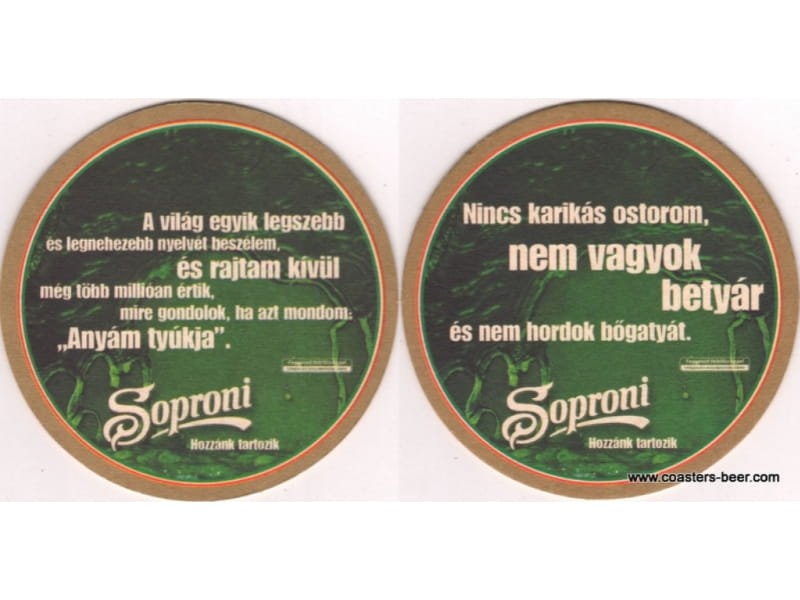 A világ egyik legszebb
és legnehezebb nyelvét beszélem,
és rajtam kívül
még több millióan értik,
mire gondolok, ha azt mondom:
„Anyám tyúkja”.
Soproni
Hozzánk tartozik
Nincs karikás ostorom,
nem vagyok
betyár
és nem hordok bőgatyát.
Soproni
Hozzánk tartozik
www.coasters-beer.com